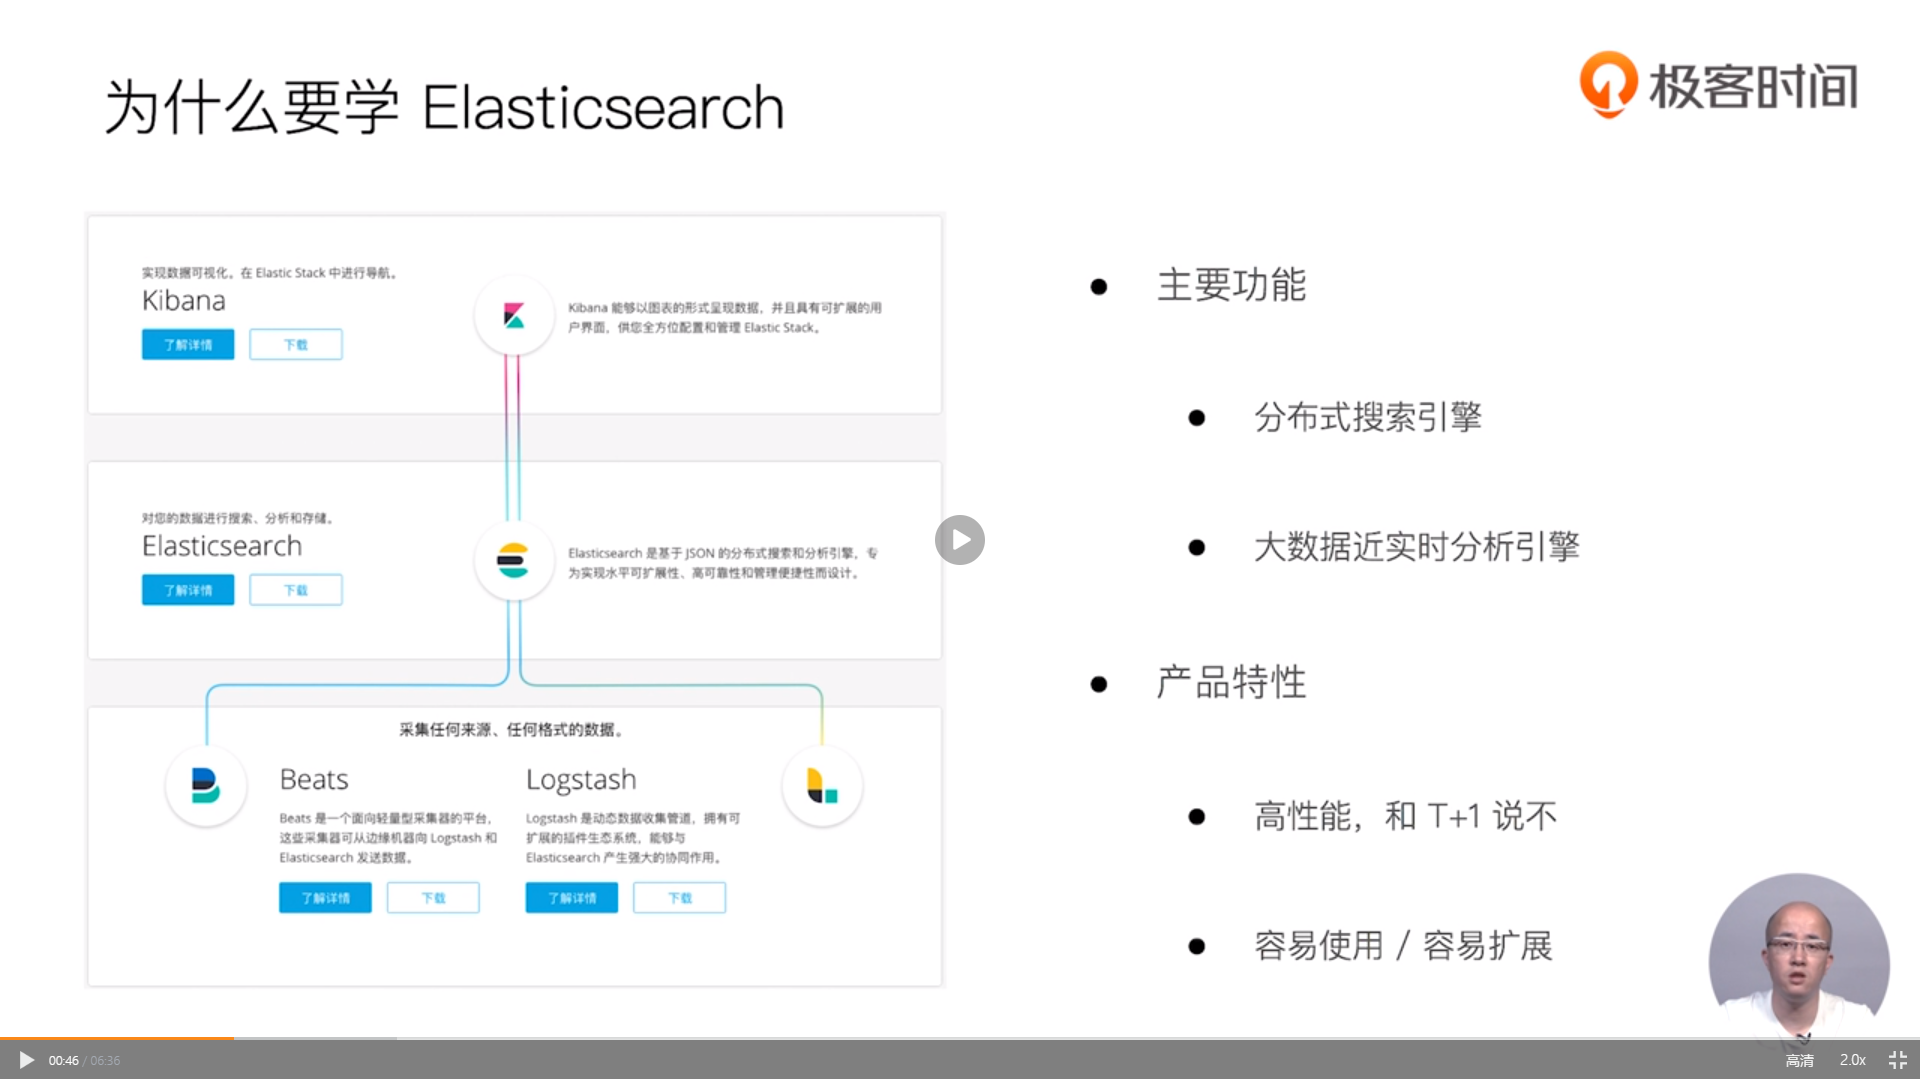 为什么要学 Elasticsearch
极客时间
实现数据可视化。在 Elastic Stack 中进行导航。
Kibana
了解详情
下载
Kibana 能够以图表的形式呈现数据，并且具有可扩展的用
户界面，供您全方位配置和管理 Elastic Stack。
对您的数据进行搜索、分析和存储。
Elasticsearch
了解详情
下载
Elasticsearch 是基于 JSON 的分布式搜索和分析引擎，专
为实现水平可扩展性、高可靠性和管理便捷性而设计。
采集任何来源、任何格式的数据。
Beats
Beats 是一个面向轻量型采集器的平台，
这些采集器可从边缘机器向 Logstash 和
Elasticsearch 发送数据。
了解详情
下载
Logstash
Logstash 是动态数据收集管道，拥有可
扩展的插件生态系统，能够与
Elasticsearch 产生强大的协同作用。
了解详情
下载
主要功能
分布式搜索引擎
大数据近实时分析引擎
产品特性
高性能，和 T+1 说不
容易使用 / 容易扩展
00:46 / 06:36
高清
2.0x